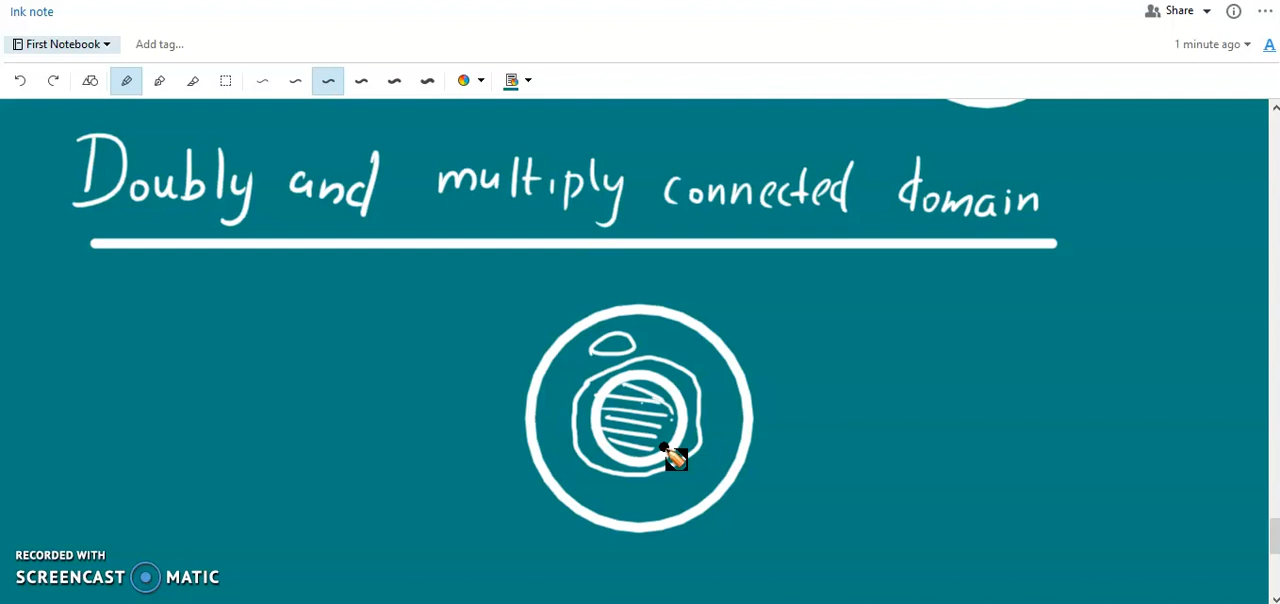 Ink note
Share
First Notebook
Add tag...
1 minute ago
A
Doubly and multiply connected domain
RECORDED WITH
SCREENCAST MATIC